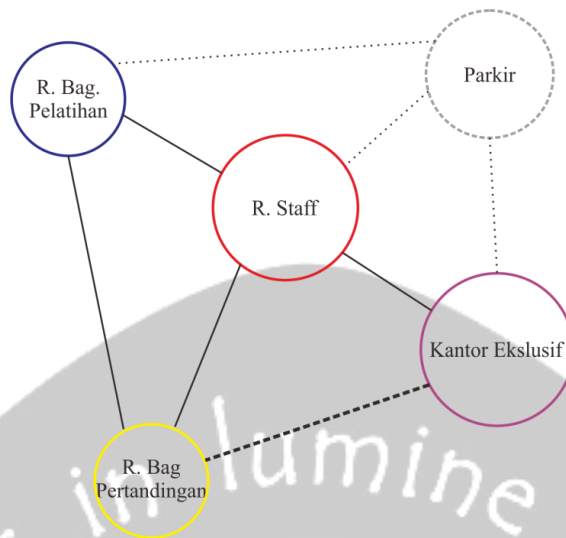 R. Bag.
Pelatihan
Parkir
R. Staff
Kantor Ekslusif
R. Bag
Pertandingan
in lumine